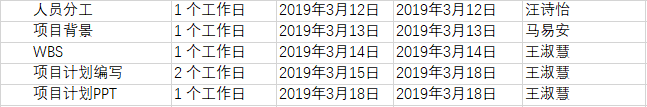 人员分工 1 个工作日 2019年3月12日 2019年3月12日 汪诗怡
项目背景 1 个工作日 2019年3月13日 2019年3月13日 马易安
WBS 1 个工作日 2019年3月14日 2019年3月14日 王淑慧
项目计划编写 2 个工作日 2019年3月15日 2019年3月18日 王淑慧
项目计划PPT 1 个工作日 2019年3月18日 2019年3月18日 王淑慧